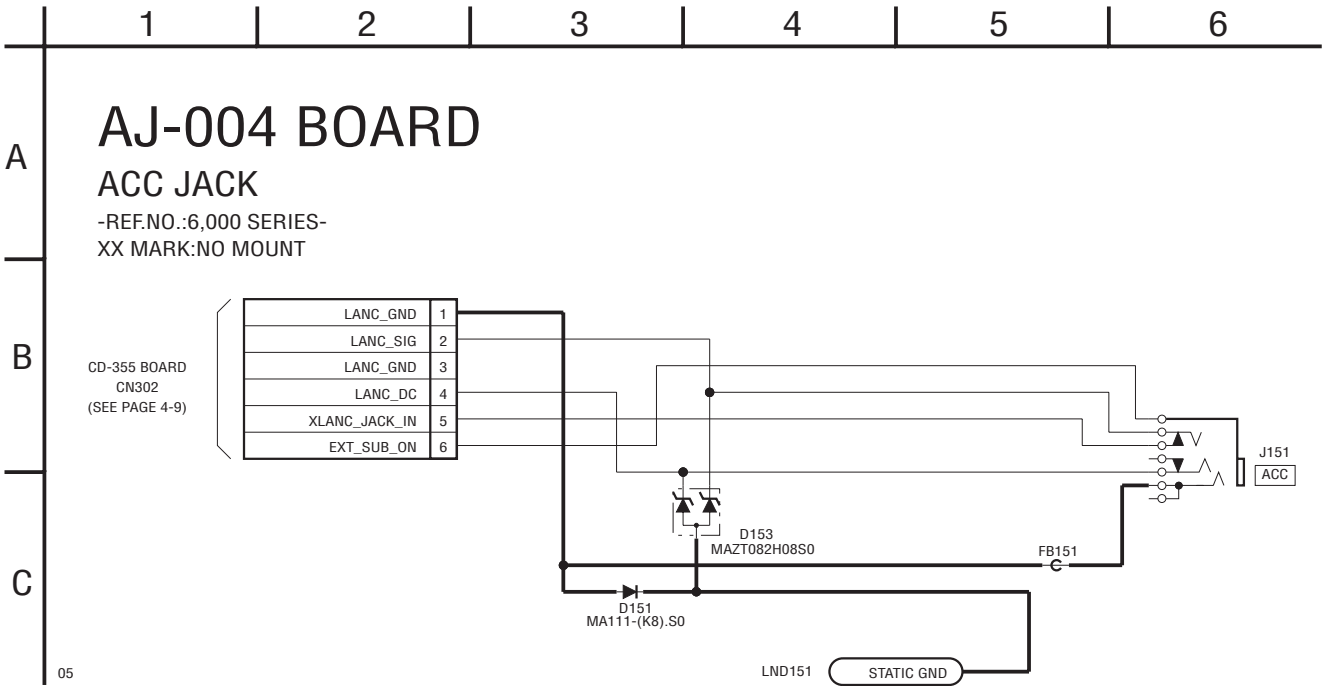 1 2 3 4 5 6
A
AJ-004 BOARD
ACC JACK
-REF.NO.:6,000 SERIES-
XX MARK:NO MOUNT
B
CD-355 BOARD
CN302
(SEE PAGE 4-9)
LANC_GND 1
LANC_SIG 2
LANC_GND 3
LANC_DC 4
XLANC_JACK_IN 5
EXT_SUB_ON 6
J151
ACC
C
D153
MAZT082H08S0
FB151
D151
MA111-(K8).S0
LND151 STATIC GND
05